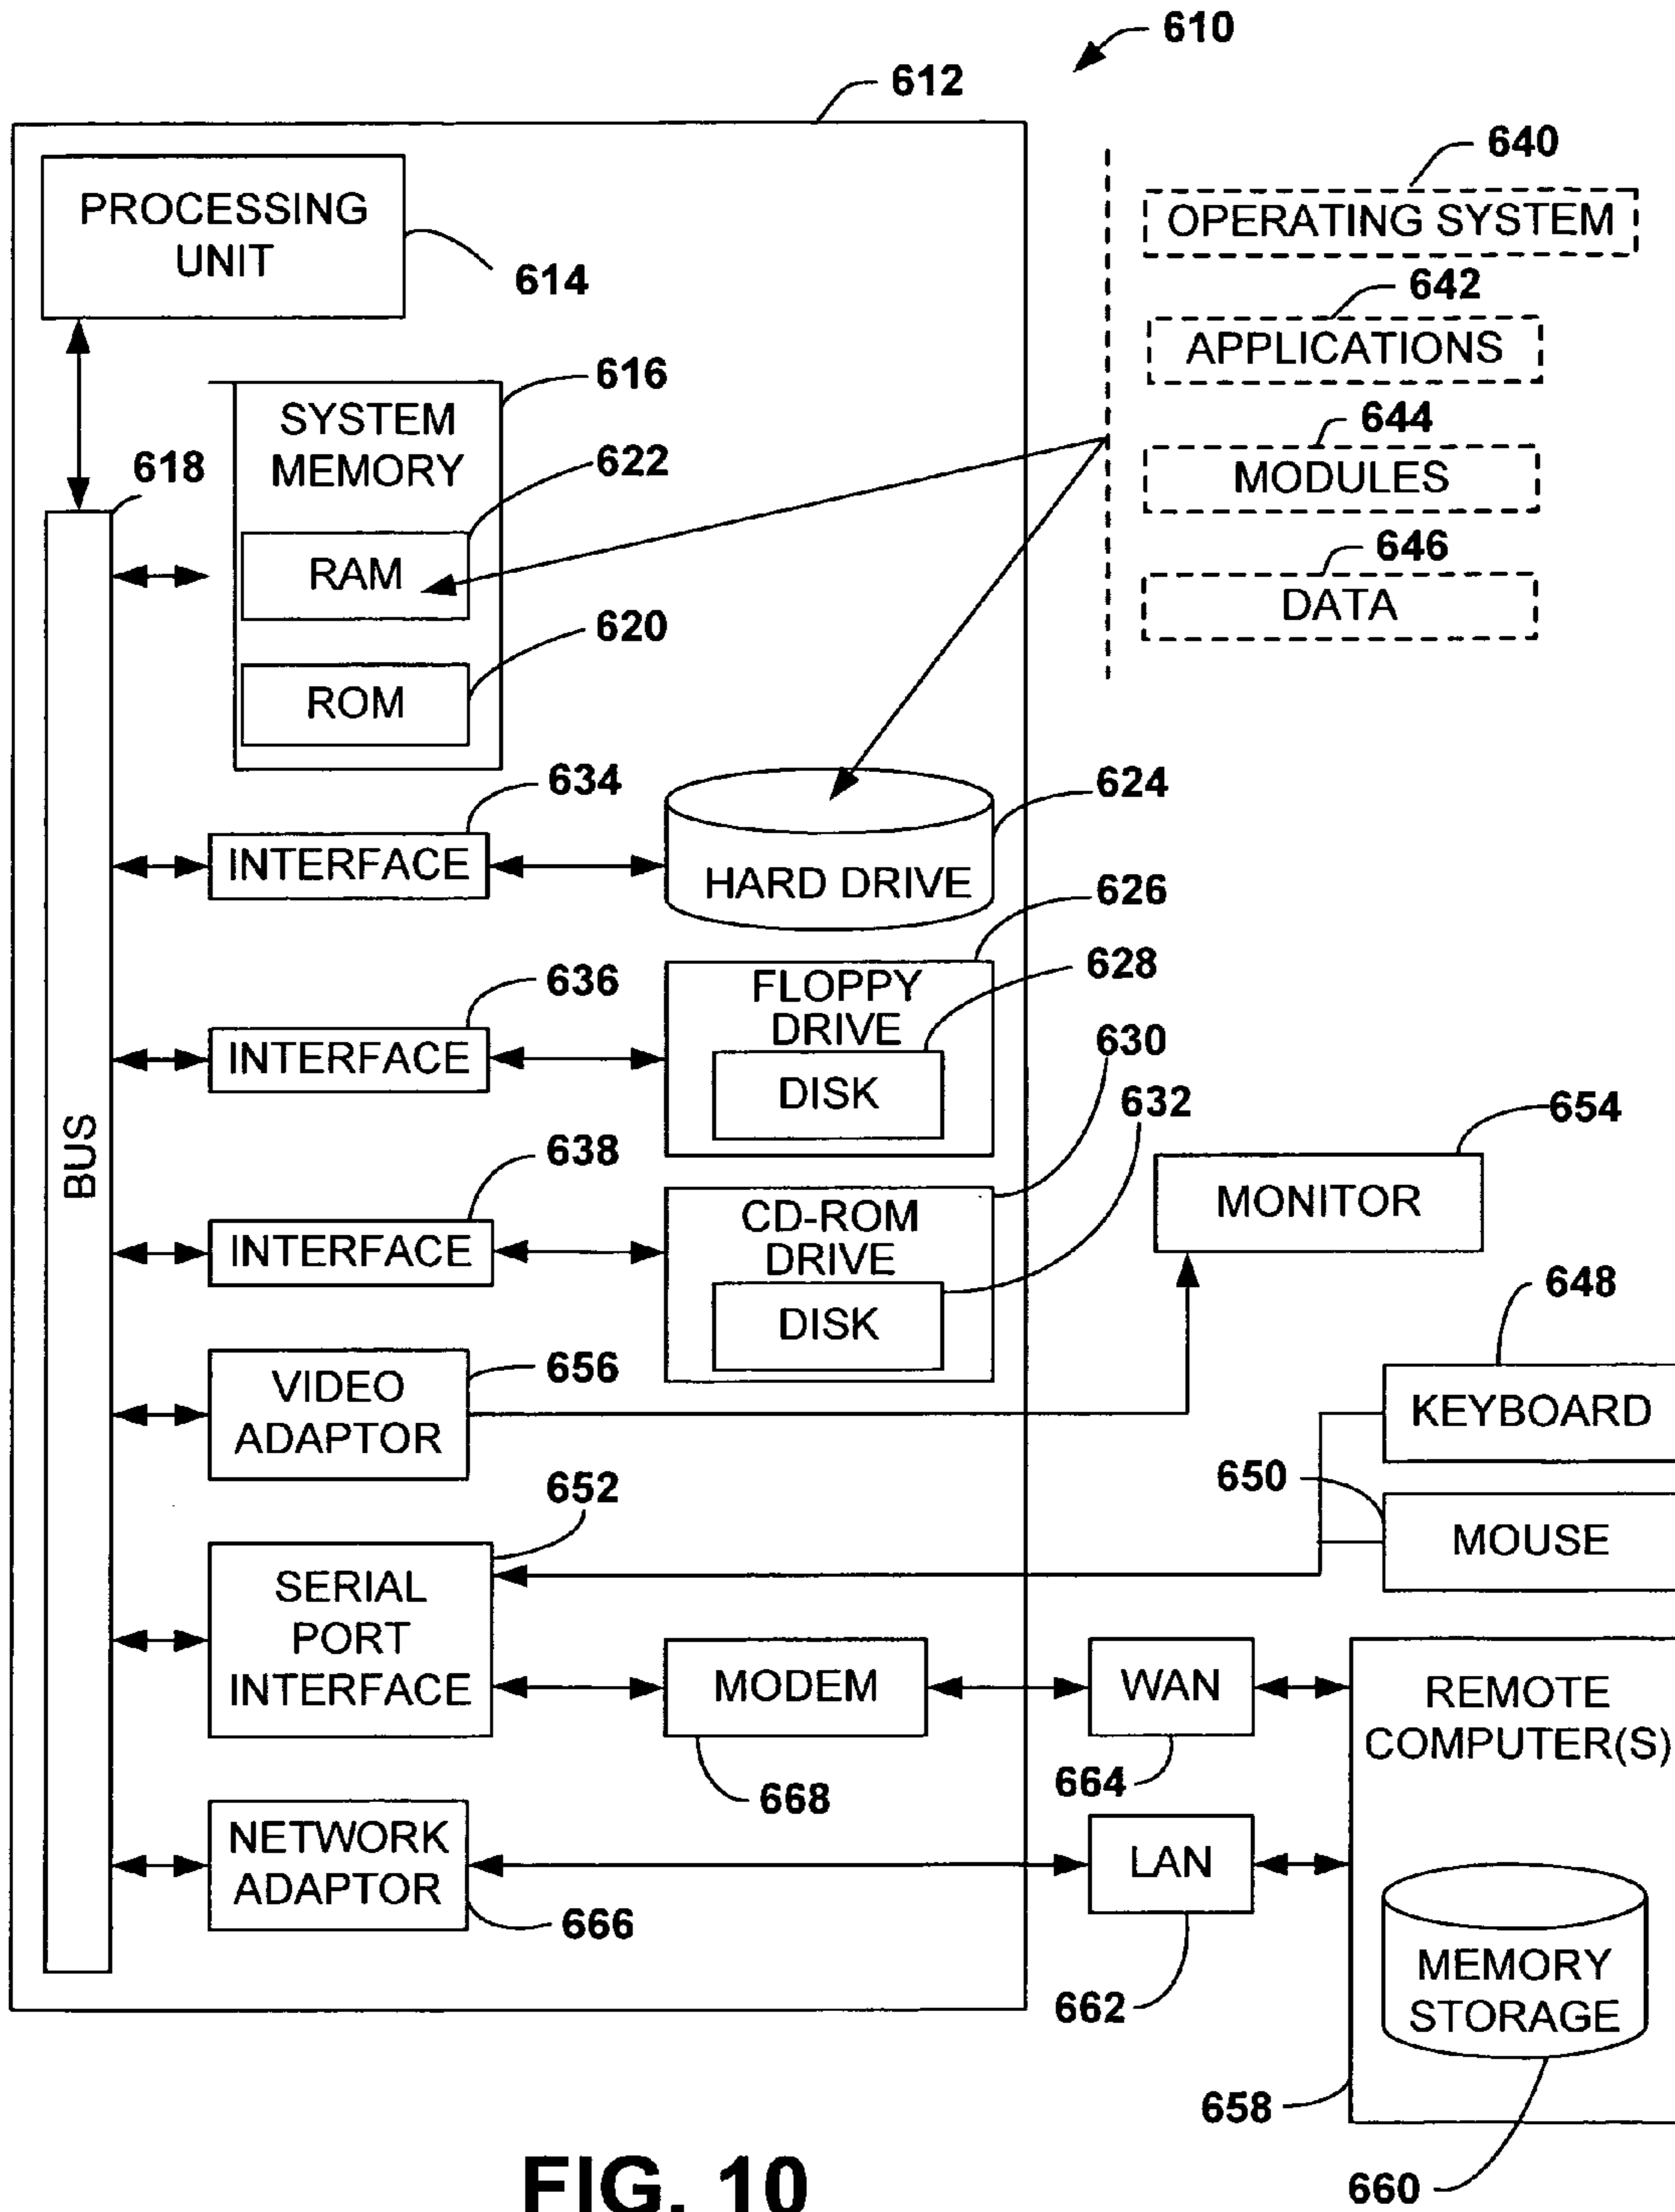 610
612
640
PROCESSING
UNIT
614
OPERATING SYSTEM
642
APPLICATIONS
616
SYSTEM
MEMORY
644
618
622
MODULES
646
RAM
DATA
620
ROM
634
624
INTERFACE
HARD DRIVE
626
636
628
FLOPPY
DRIVE
INTERFACE
630
DISK
632
654
BUS
638
MONITOR
CD-ROM
DRIVE
INTERFACE
648
DISK
656
VIDEO
ADAPTOR
KEYBOARD
652
650
MOUSE
SERIAL
PORT
INTERFACE
MODEM
WAN
REMOTE
COMPUTER(S)
668
664
NETWORK
ADAPTOR
LAN
666
MEMORY
STORAGE
662
658
660
FIG. 10